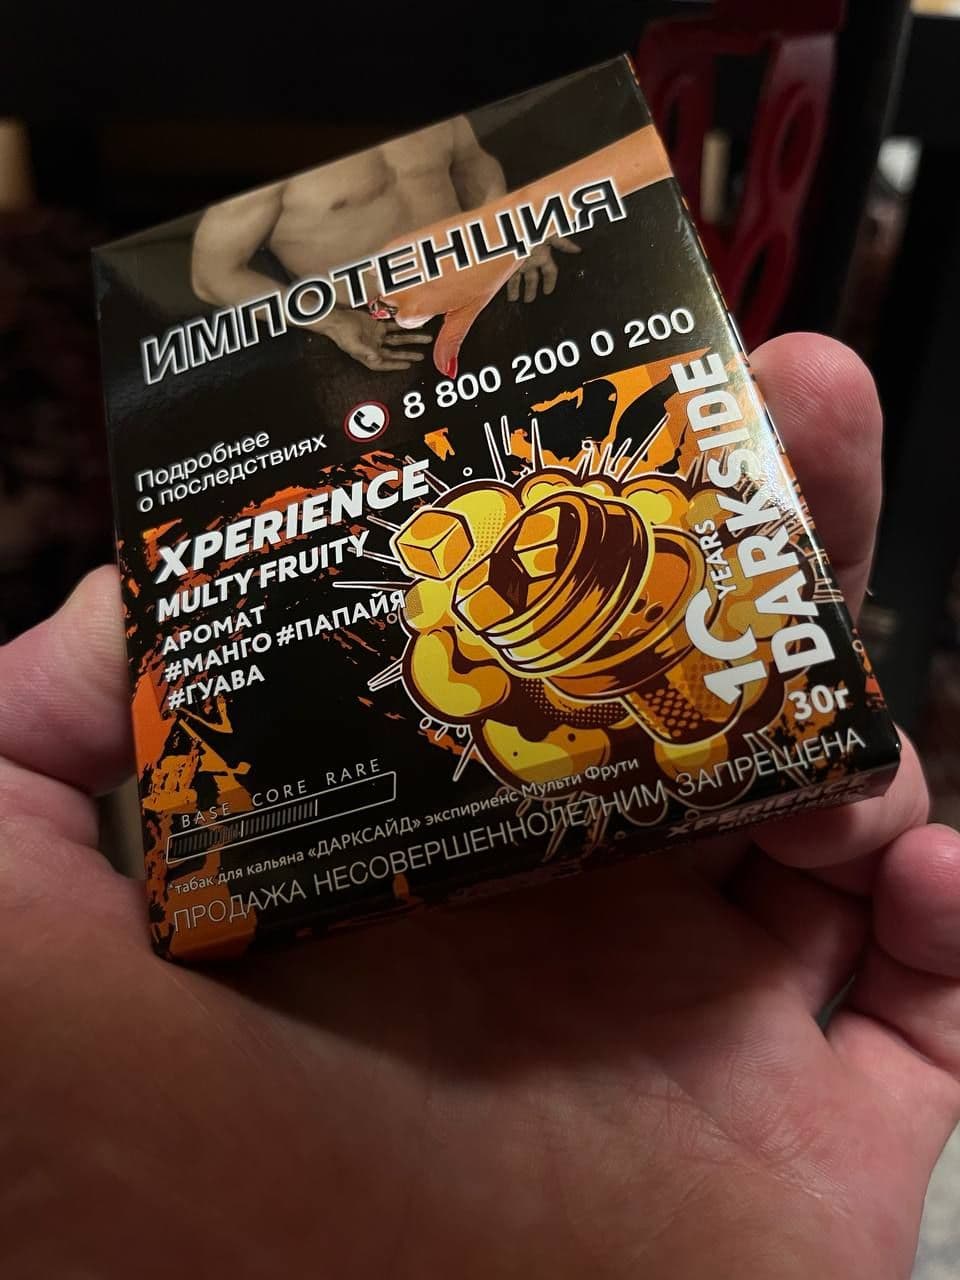 ИМПОТЕНЦИЯ
Подробнее
о последствиях
8 800 200 0 200
XPERIENCE
MULTY FRUITY
АРОМАТ
#МАНГО #ПАПАЙЯ
#ГУАВА
10 YEARS
DARKSIDE
30г
BASE CORE RARE
*табак для кальяна «ДАРКСАЙД» экспириенс Мульти Фрути
ПРОДАЖА НЕСОВЕРШЕННОЛЕТНИМ ЗАПРЕЩЕНА
XPERIENCE